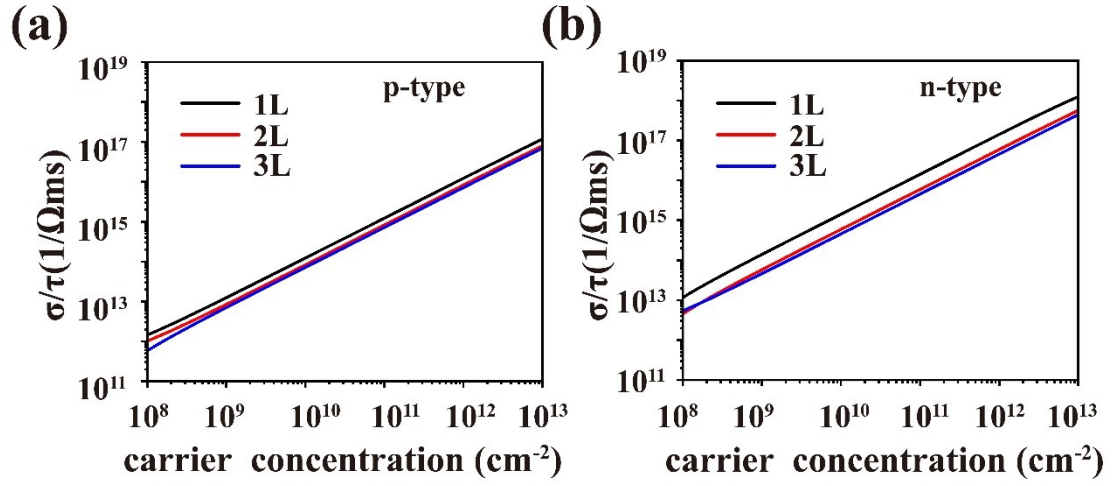 (a)
p-type
1L
2L
3L
10¹⁹
10¹⁷
10¹⁵
10¹³
10¹¹
σ/τ(1/Ωms)
10⁸ 10⁹ 10¹⁰ 10¹¹ 10¹² 10¹³
carrier concentration (cm⁻²)
(b)
n-type
1L
2L
3L
10¹⁹
10¹⁷
10¹⁵
10¹³
10¹¹
σ/τ(1/Ωms)
10⁸ 10⁹ 10¹⁰ 10¹¹ 10¹² 10¹³
carrier concentration (cm⁻²)